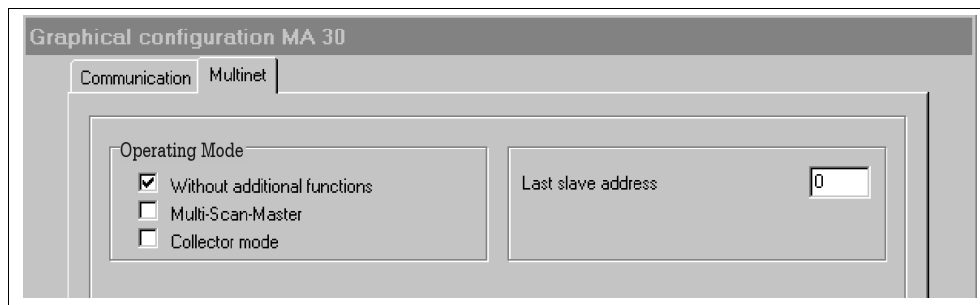 Graphical configuration MA 30
Communication Multinet
Operating Mode
Without additional functions
Multi-Scan-Master
Collector mode
Last slave address 0